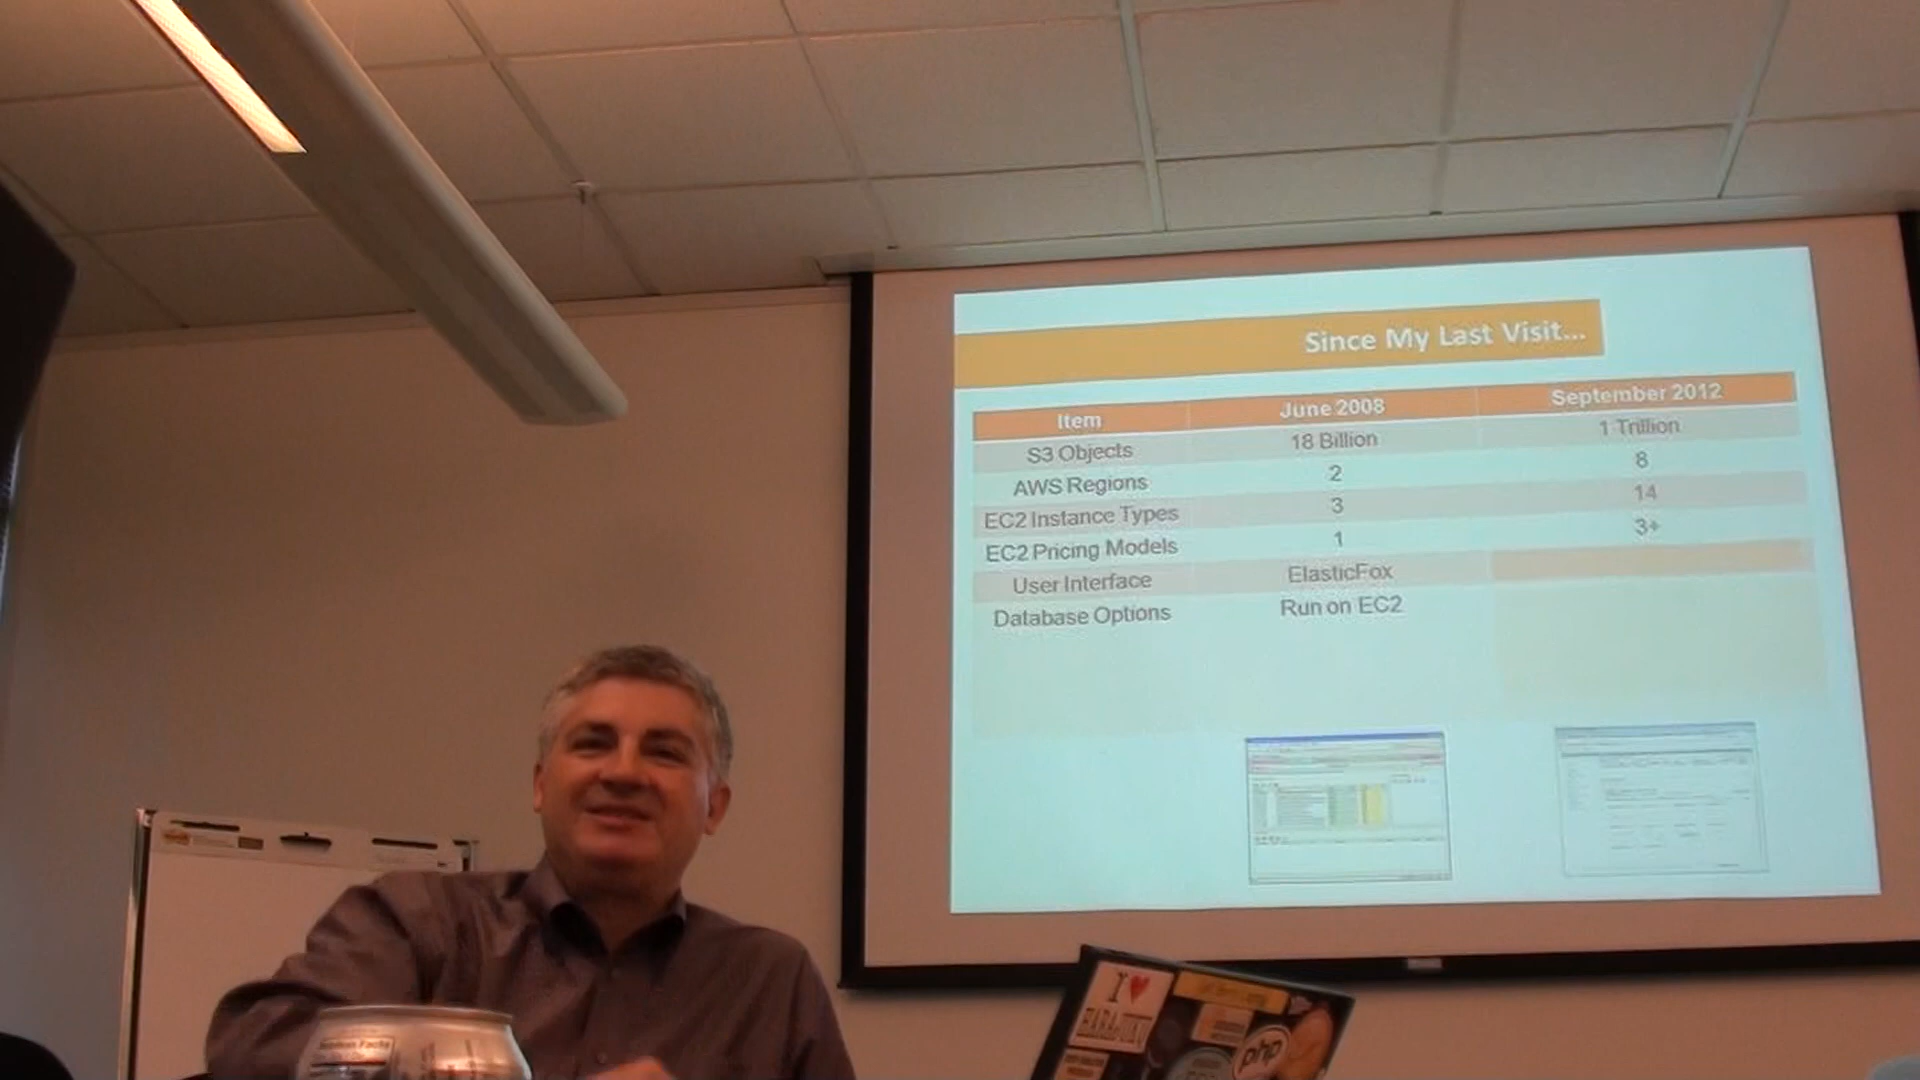 Since My Last Visit...
Item June 2008 September 2012
S3 Objects 18 Billion 1 Trillion
AWS Regions 2 8
EC2 Instance Types 3 14
EC2 Pricing Models 1 3+
User Interface ElasticFox
Database Options Run on EC2
I
HARAJUKU
php